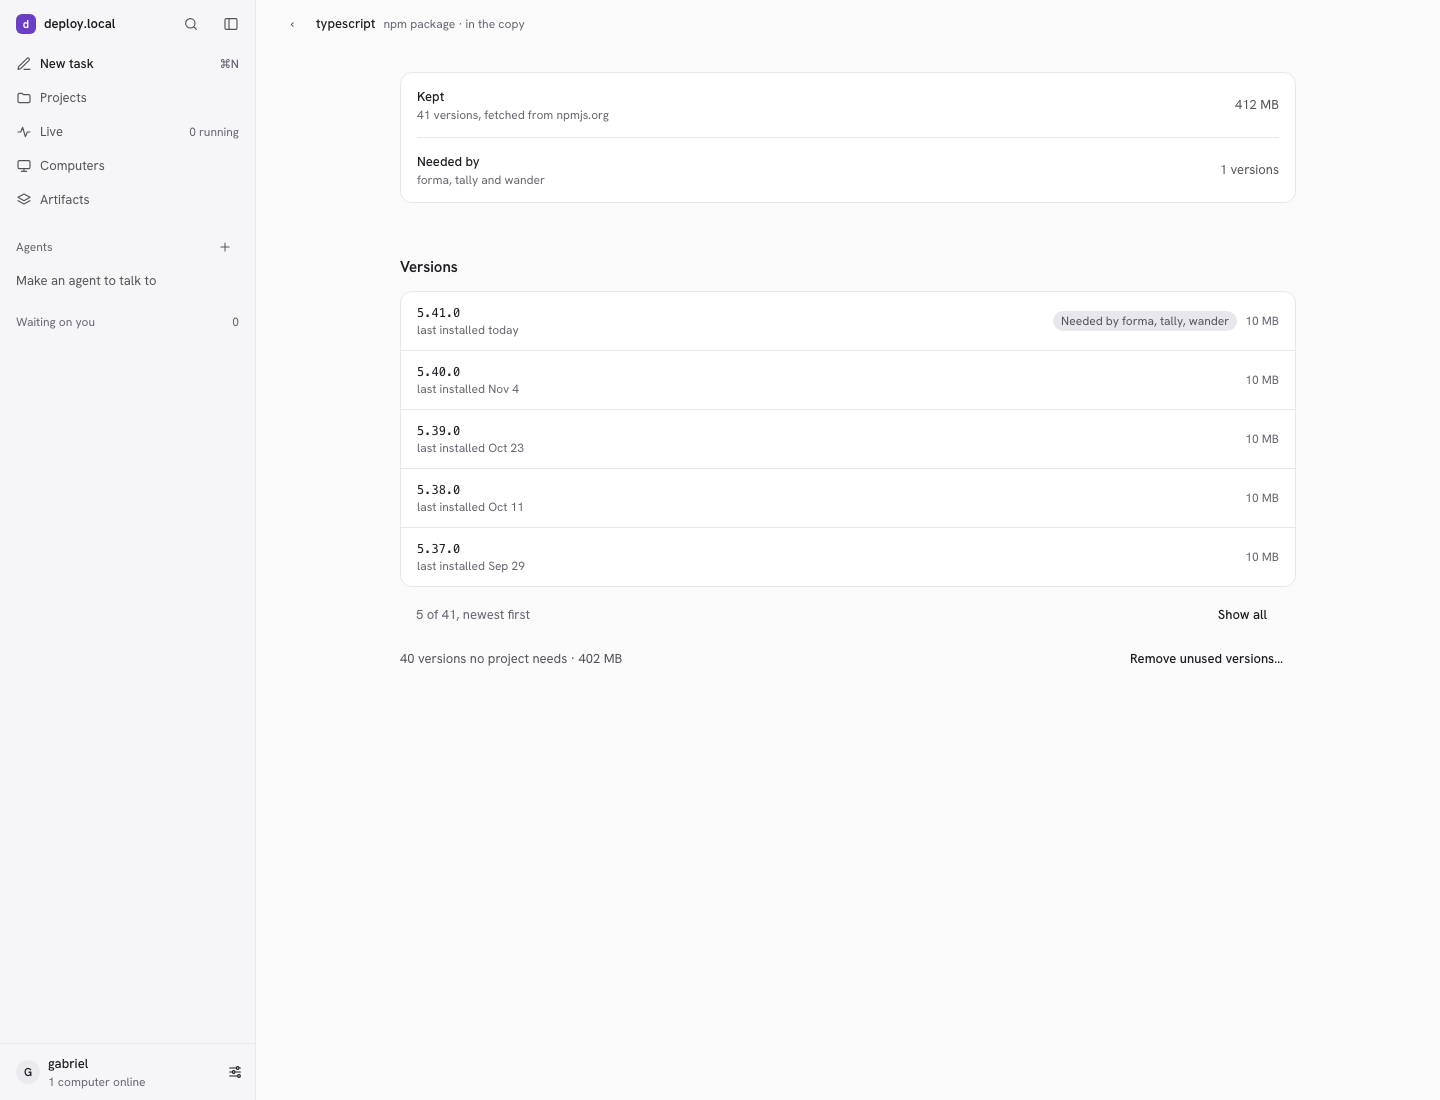 d deploy.local
New task ⌘N
Projects
Live 0 running
Computers
Artifacts
Agents
Make an agent to talk to
Waiting on you 0
G gabriel
1 computer online
typescript npm package · in the copy
Kept
41 versions, fetched from npmjs.org
412 MB
Needed by
forma, tally and wander
1 versions
Versions
5.41.0
last installed today
Needed by forma, tally, wander 10 MB
5.40.0
last installed Nov 4
10 MB
5.39.0
last installed Oct 23
10 MB
5.38.0
last installed Oct 11
10 MB
5.37.0
last installed Sep 29
10 MB
5 of 41, newest first Show all
40 versions no project needs · 402 MB Remove unused versions...